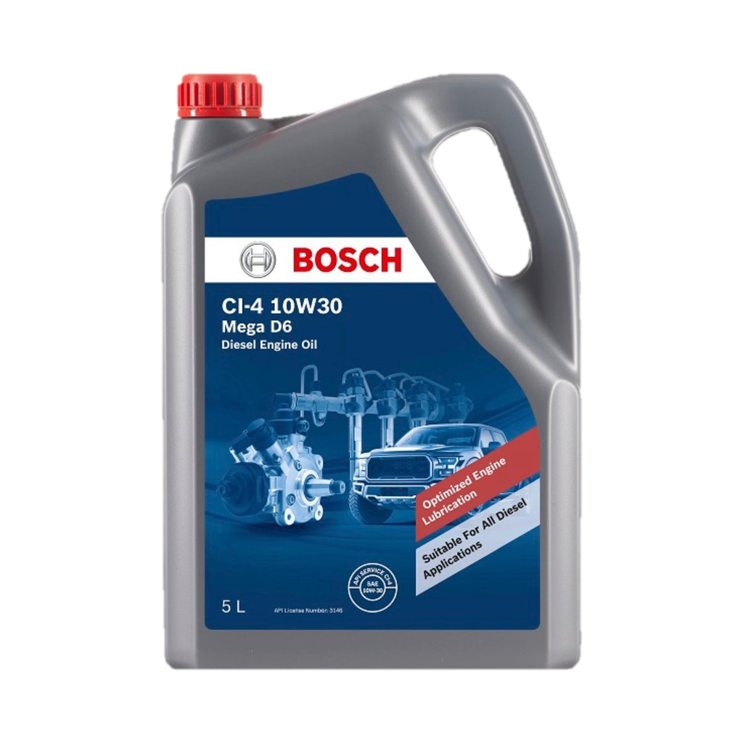 BOSCH
CI-4 10W30
Mega D6
Diesel Engine Oil
Optimized Engine
Lubrication
Suitable For All Diesel
Applications
API SERVICE CI-4
SAE
10W-30
5 L
API License Number: 3146